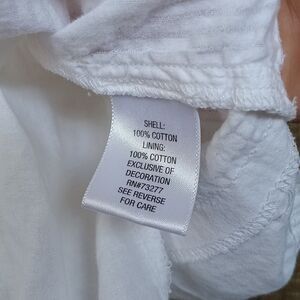 SHELL:
100% COTTON
LINING:
100% COTTON
EXCLUSIVE OF
DECORATION
RN#73277
SEE REVERSE
FOR CARE